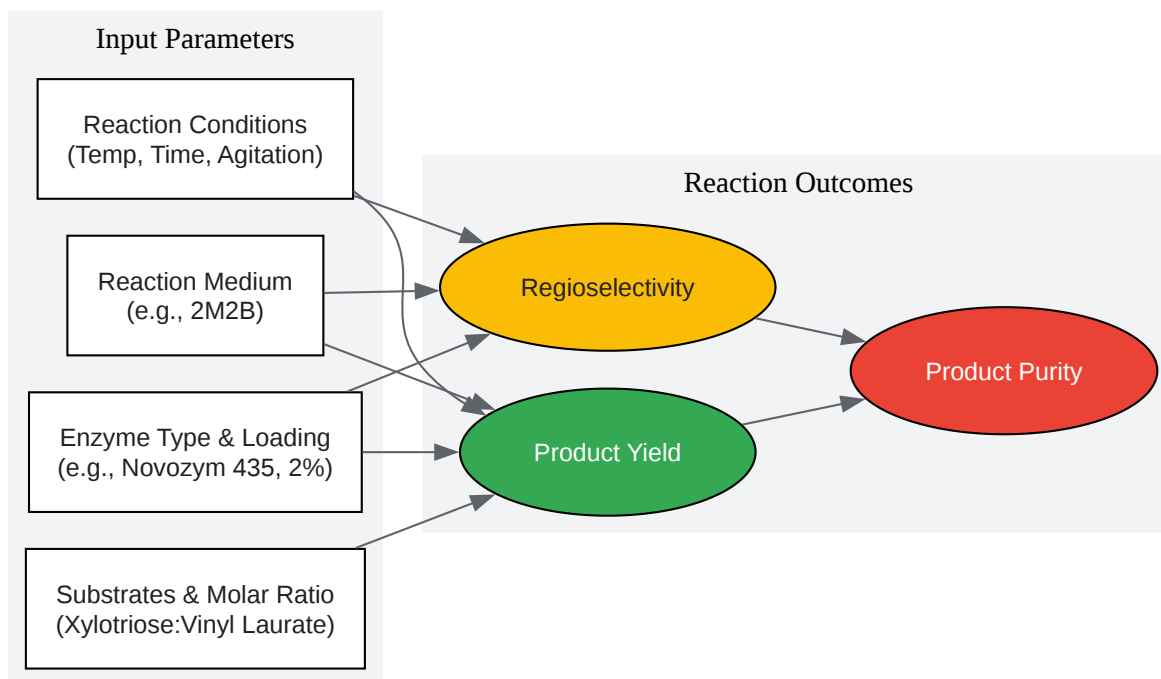 Input Parameters
Reaction Conditions
(Temp, Time, Agitation)
Reaction Medium
(e.g., 2M2B)
Enzyme Type & Loading
(e.g., Novozym 435, 2%)
Substrates & Molar Ratio
(Xylotriose:Vinyl Laurate)
Reaction Outcomes
Regioselectivity
Product Yield
Product Purity